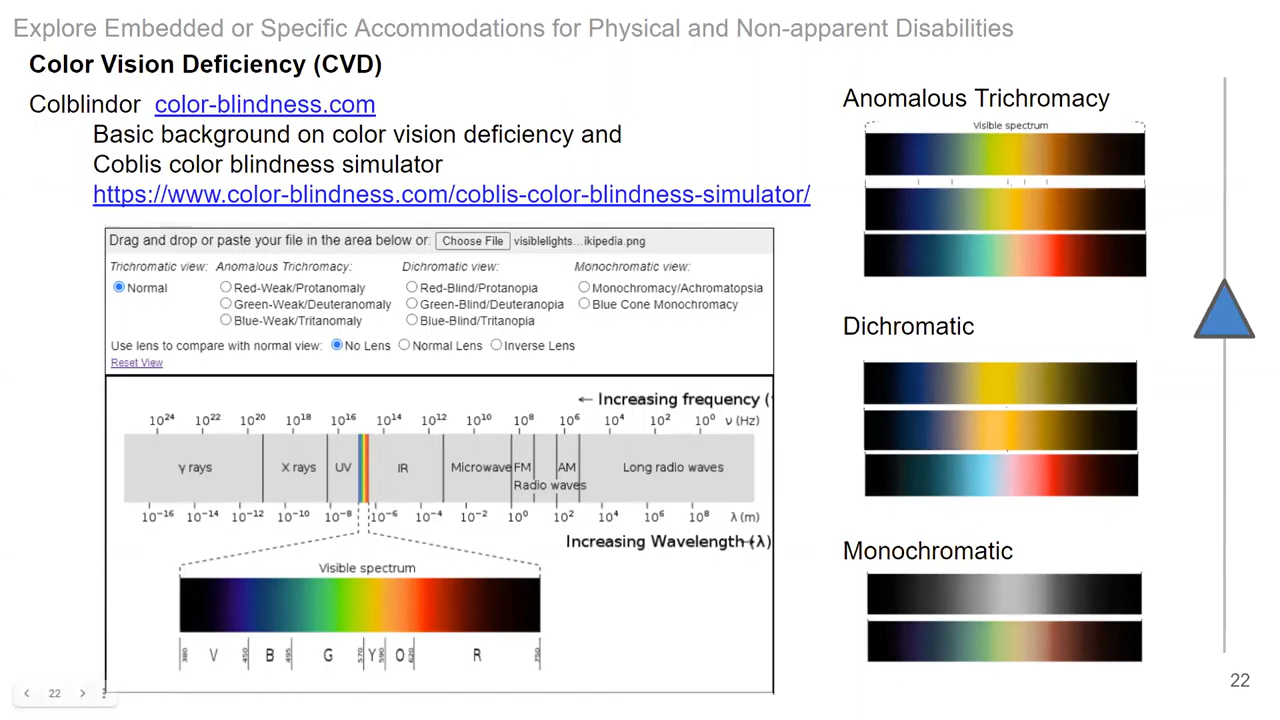 Explore Embedded or Specific Accommodations for Physical and Non-apparent Disabilities
Color Vision Deficiency (CVD)
Colblindor color-blindness.com
Basic background on color vision deficiency and
Coblis color blindness simulator
https://www.color-blindness.com/coblis-color-blindness-simulator/
Drag and drop or paste your file in the area below or: Choose File visiblelights...ikipedia.png
Trichromatic view: Anomalous Trichromacy: Dichromatic view: Monochromatic view:
Normal Red-Weak/Protanomaly Red-Blind/Protanopia Monochromacy/Achromatopsia
Green-Weak/Deuteranomaly Green-Blind/Deuteranopia Blue Cone Monochromacy
Blue-Weak/Tritanomaly Blue-Blind/Tritanopia
Use lens to compare with normal view: No Lens Normal Lens Inverse Lens
Reset View
← Increasing frequency (
10²⁴ 10²² 10²⁰ 10¹⁸ 10¹⁶ 10¹⁴ 10¹² 10¹⁰ 10⁸ 10⁶ 10⁴ 10² 10⁰ ν (Hz)
γ rays X rays UV IR Microwave FM AM Long radio waves
Radio waves
10⁻¹⁶ 10⁻¹⁴ 10⁻¹² 10⁻¹⁰ 10⁻⁸ 10⁻⁶ 10⁻⁴ 10⁻² 10⁰ 10² 10⁴ 10⁶ 10⁸ λ (m)
Increasing Wavelength (λ)
Visible spectrum
380 V 450 B 495 G 570 Y 590 O 620 R 750
Anomalous Trichromacy
Visible spectrum
Dichromatic
Monochromatic
< 22 >
22